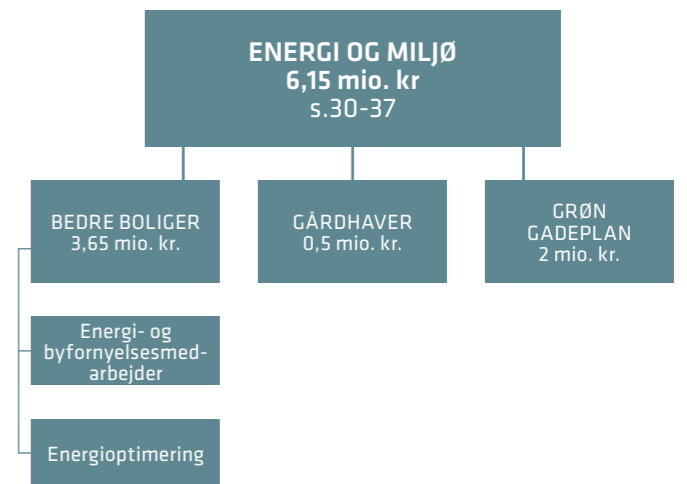 ENERGI OG MILJØ
6,15 mio. kr
s.30-37
BEDRE BOLIGER
3,65 mio. kr.
GÅRDHAVER
0,5 mio. kr.
GRØN
GADEPLAN
2 mio. kr.
Energi- og
byfornyelsesmed-
arbejder
Energioptimering